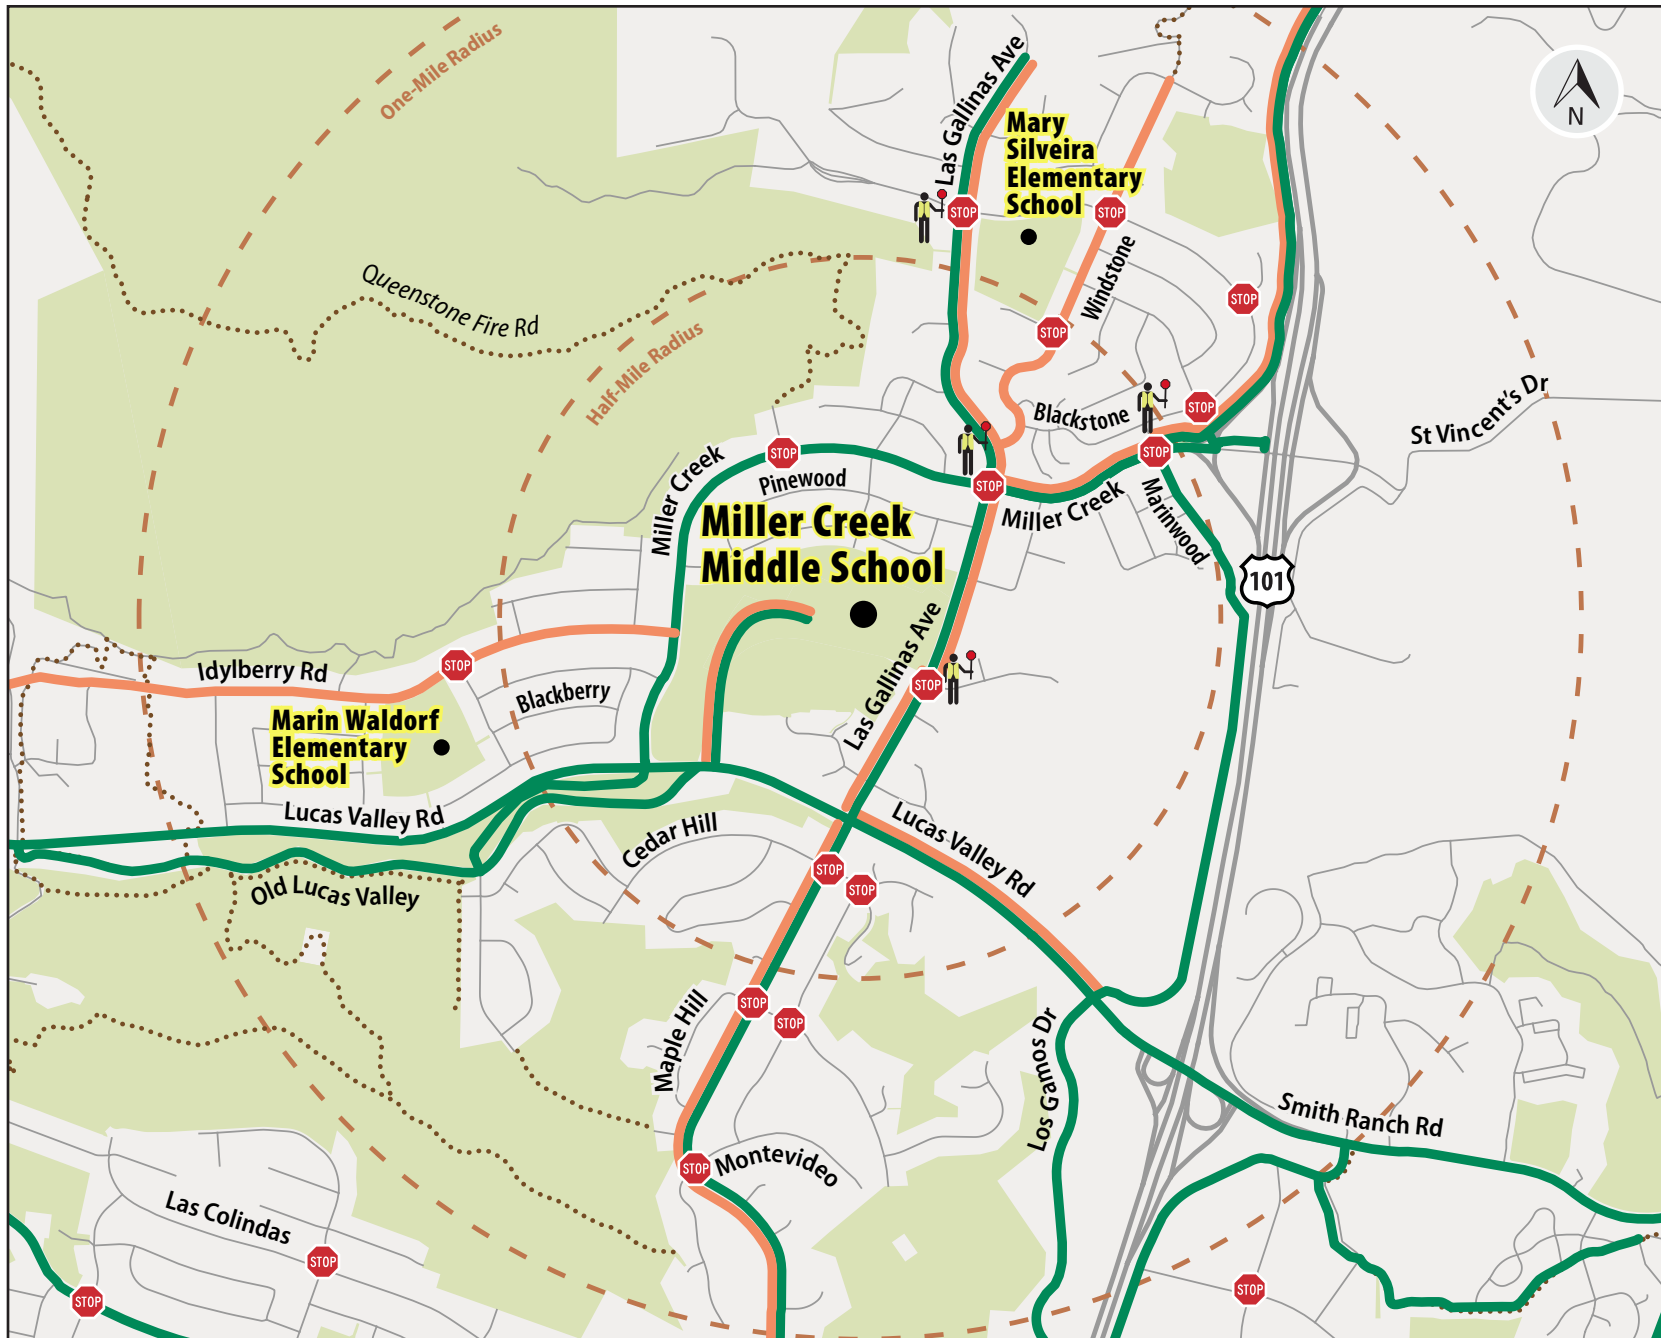 One-Mile Radius
Las Gallinas Ave
Mary
Silveira
Elementary
School
N
STOP
STOP
Queenstone Fire Rd
Windstone
STOP
Half-Mile Radius
STOP
Blackstone
STOP
St Vincent's Dr
Miller Creek
STOP
Pinewood
STOP
STOP
Miller Creek
Marinwood
Miller Creek
Middle School
101
Idylberry Rd
STOP
Blackberry
Las Gallinas Ave
STOP
Marin Waldorf
Elementary
School
Lucas Valley Rd
Cedar Hill
Lucas Valley Rd
STOP
STOP
Old Lucas Valley
Maple Hill
STOP
STOP
Los Gamos Dr
Smith Ranch Rd
STOP
Montevideo
Las Colindas
STOP
STOP
STOP